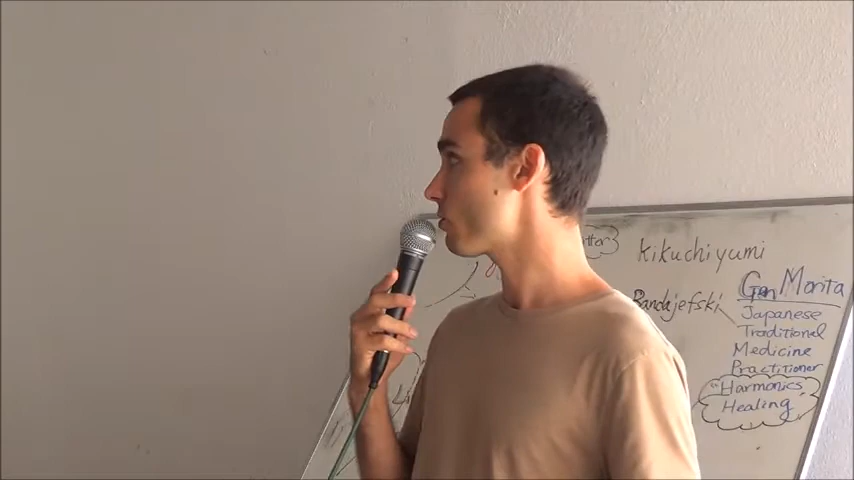 Kikuchiyumi
Bandajefski
Gen Morita
Japanese
Traditional
Medicine
Practitioner
Harmonics
Healing